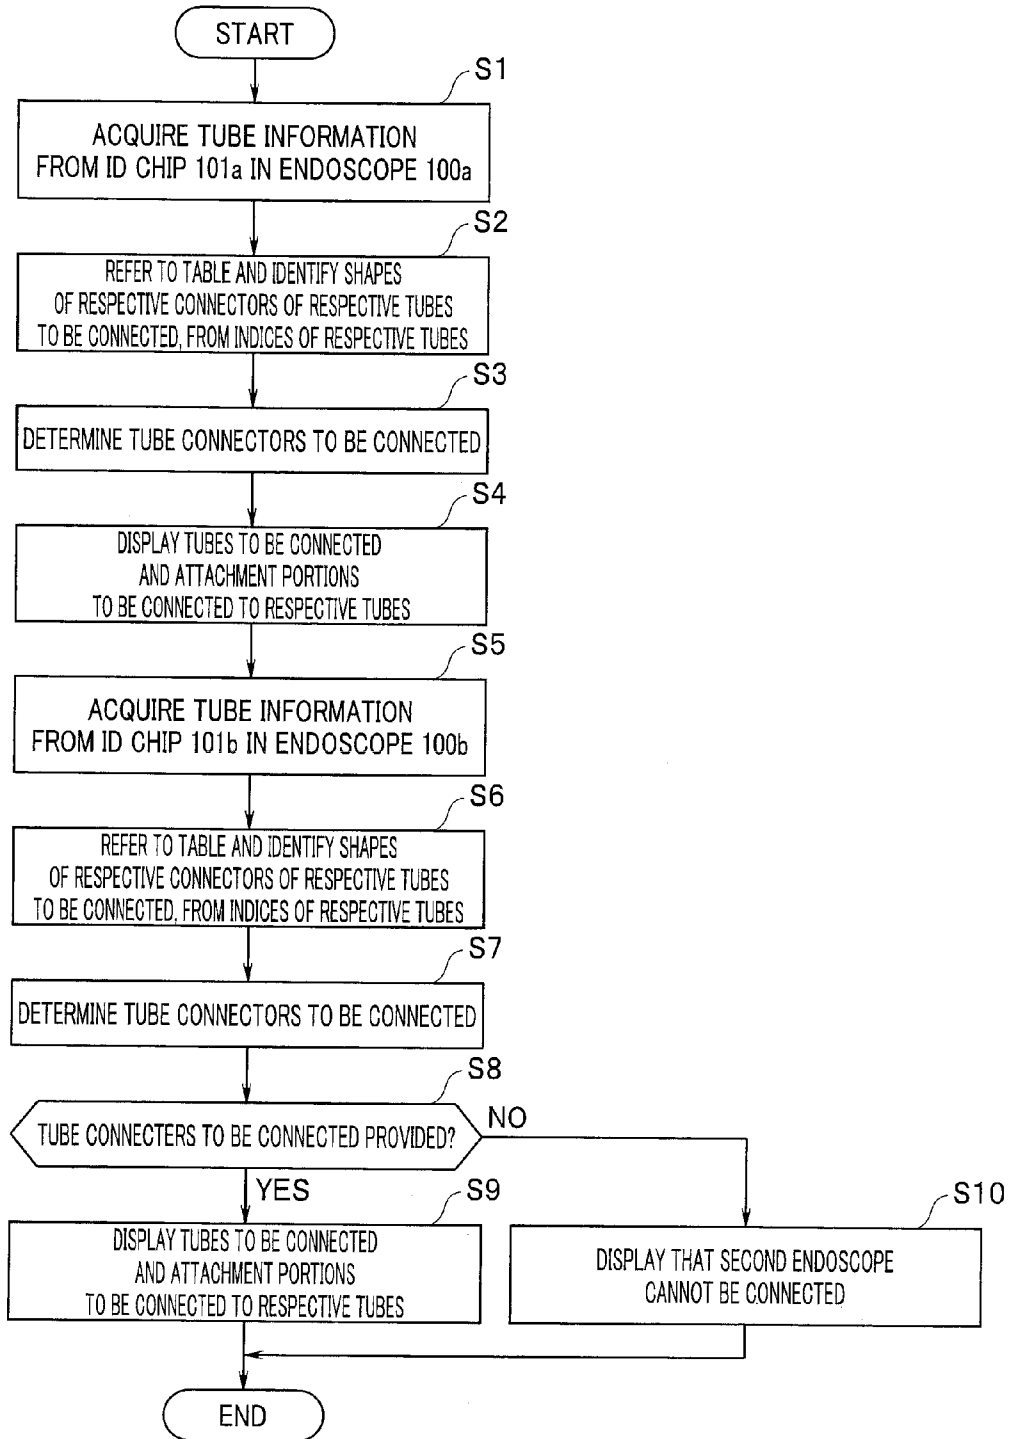 START
S1
ACQUIRE TUBE INFORMATION
FROM ID CHIP 101a IN ENDOSCOPE 100a
S2
REFER TO TABLE AND IDENTIFY SHAPES
OF RESPECTIVE CONNECTORS OF RESPECTIVE TUBES
TO BE CONNECTED, FROM INDICES OF RESPECTIVE TUBES
S3
DETERMINE TUBE CONNECTORS TO BE CONNECTED
S4
DISPLAY TUBES TO BE CONNECTED
AND ATTACHMENT PORTIONS
TO BE CONNECTED TO RESPECTIVE TUBES
S5
ACQUIRE TUBE INFORMATION
FROM ID CHIP 101b IN ENDOSCOPE 100b
S6
REFER TO TABLE AND IDENTIFY SHAPES
OF RESPECTIVE CONNECTORS OF RESPECTIVE TUBES
TO BE CONNECTED, FROM INDICES OF RESPECTIVE TUBES
S7
DETERMINE TUBE CONNECTORS TO BE CONNECTED
S8
TUBE CONNECTERS TO BE CONNECTED PROVIDED?
NO
YES
S9
DISPLAY TUBES TO BE CONNECTED
AND ATTACHMENT PORTIONS
TO BE CONNECTED TO RESPECTIVE TUBES
S10
DISPLAY THAT SECOND ENDOSCOPE
CANNOT BE CONNECTED
END